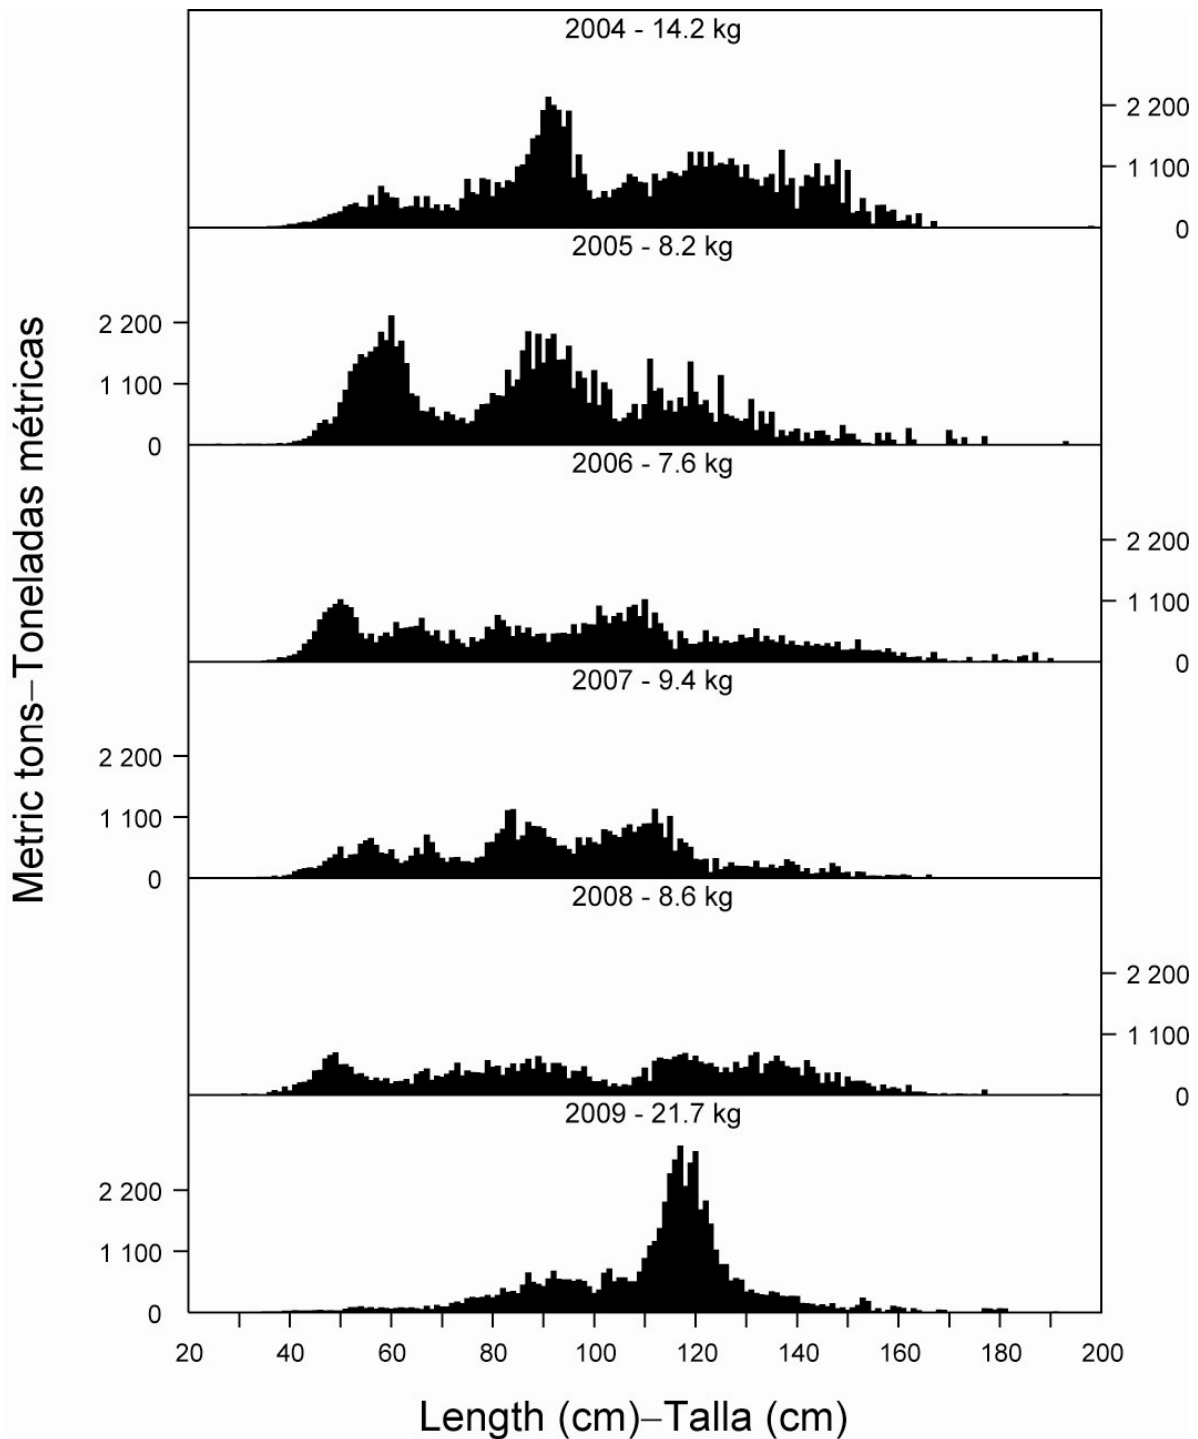 2004 - 14.2 kg
2 200
1 100
0
2005 - 8.2 kg
2 200
1 100
0
2006 - 7.6 kg
2 200
1 100
0
2007 - 9.4 kg
2 200
1 100
0
2008 - 8.6 kg
2 200
1 100
0
2009 - 21.7 kg
2 200
1 100
0
Metric tons–Toneladas métricas
20 40 60 80 100 120 140 160 180 200
Length (cm)–Talla (cm)